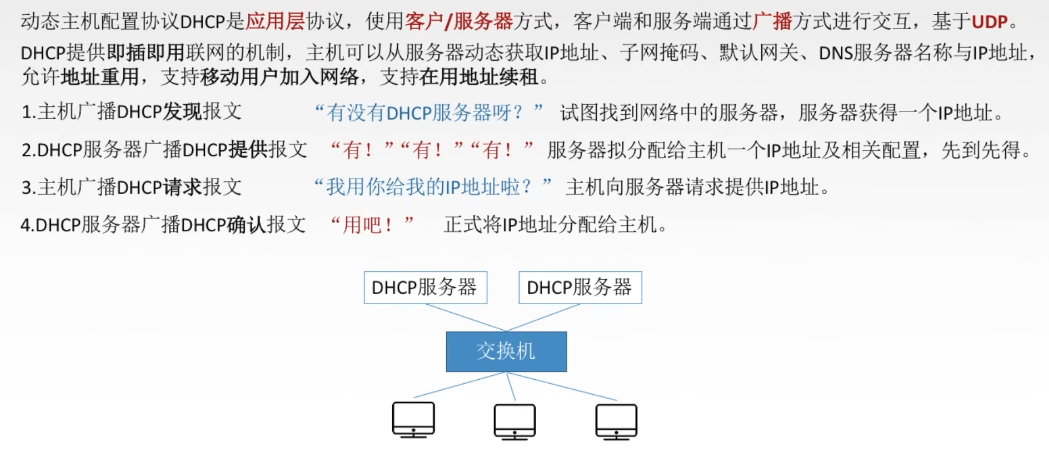 动态主机配置协议DHCP是应用层协议，使用客户/服务器方式，客户端和服务端通过广播方式进行交互，基于UDP。
DHCP提供即插即用联网的机制，主机可以从服务器动态获取IP地址、子网掩码、默认网关、DNS服务器名称与IP地址，
允许地址重用，支持移动用户加入网络，支持在用地址续租。
1.主机广播DHCP发现报文 “有没有DHCP服务器呀？” 试图找到网络中的服务器，服务器获得一个IP地址。
2.DHCP服务器广播DHCP提供报文 “有！”“有！”“有！” 服务器拟分配给主机一个IP地址及相关配置，先到先得。
3.主机广播DHCP请求报文 “我用你给我的IP地址啦？” 主机向服务器请求提供IP地址。
4.DHCP服务器广播DHCP确认报文 “用吧！” 正式将IP地址分配给主机。
DHCP服务器 DHCP服务器
交换机